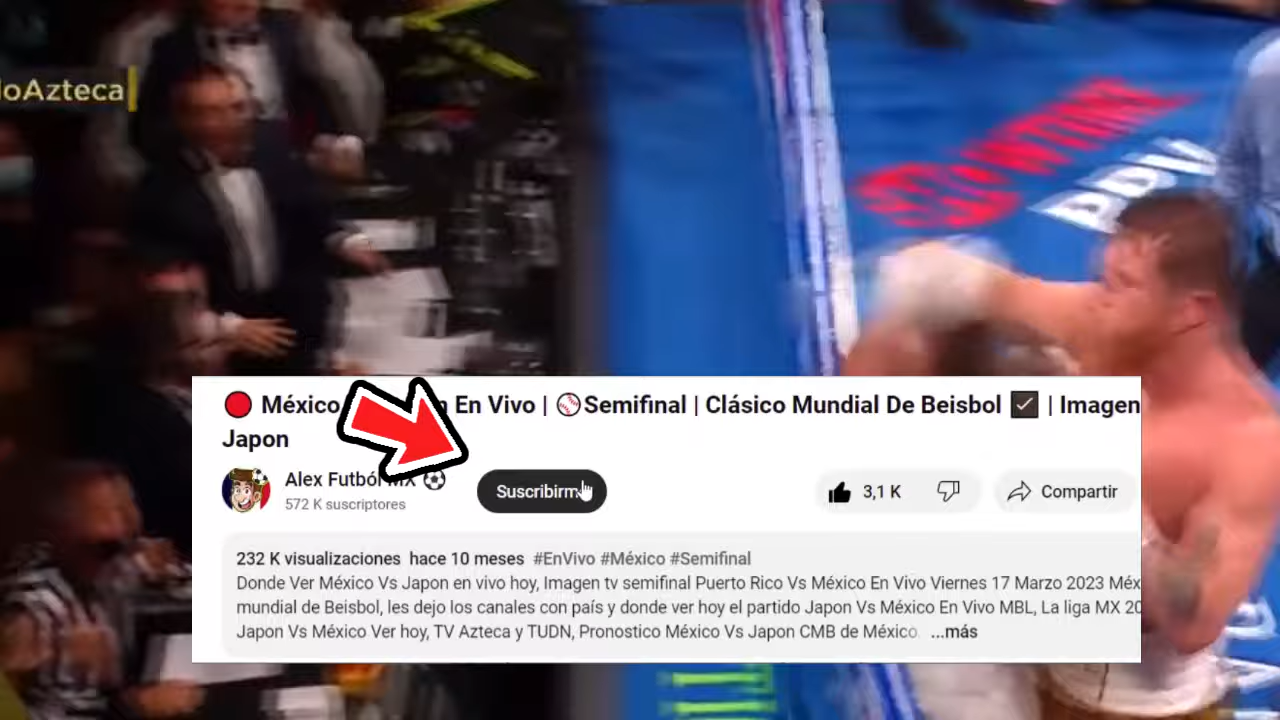 loAzteca
SHOWTIME
🔴 México En Vivo | ⚾Semifinal | Clásico Mundial De Beisbol ☑ | Imagen
Japon
Alex Futból MX ⚽
572 K suscriptores
Suscribirm
3,1 K
Compartir
232 K visualizaciones hace 10 meses #EnVivo #México #Semifinal
Donde Ver México Vs Japon en vivo hoy, Imagen tv semifinal Puerto Rico Vs México En Vivo Viernes 17 Marzo 2023 Méx
mundial de Beisbol, les dejo los canales con país y donde ver hoy el partido Japon Vs México En Vivo MBL, La liga MX 20
Japon Vs México Ver hoy, TV Azteca y TUDN, Pronostico México Vs Japon CMB de México. ...más